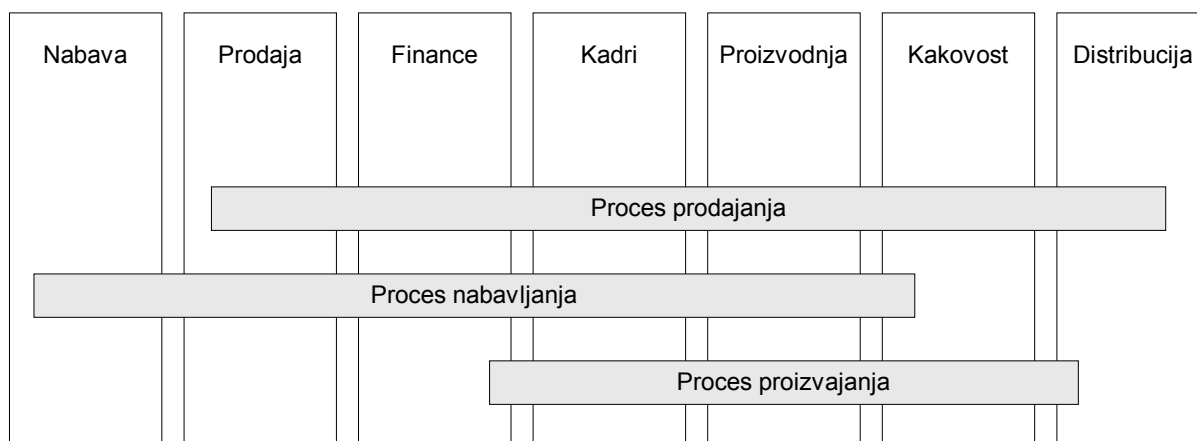 Nabava
Prodaja
Finance
Kadri
Proizvodnja
Kakovost
Distribucija
Proces prodajanja
Proces nabavljanja
Proces proizvajanja